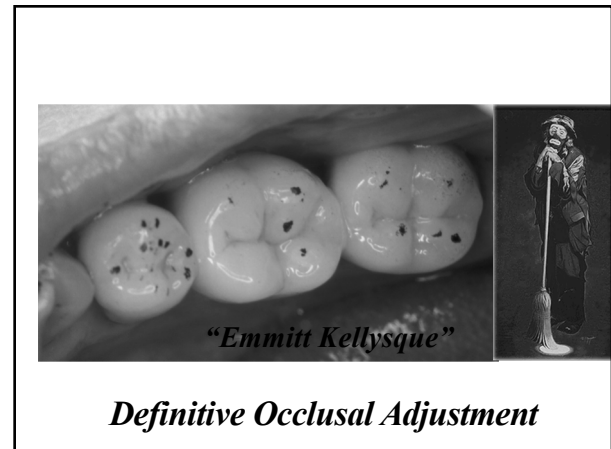 “Emmitt Kellysque”
Definitive Occlusal Adjustment